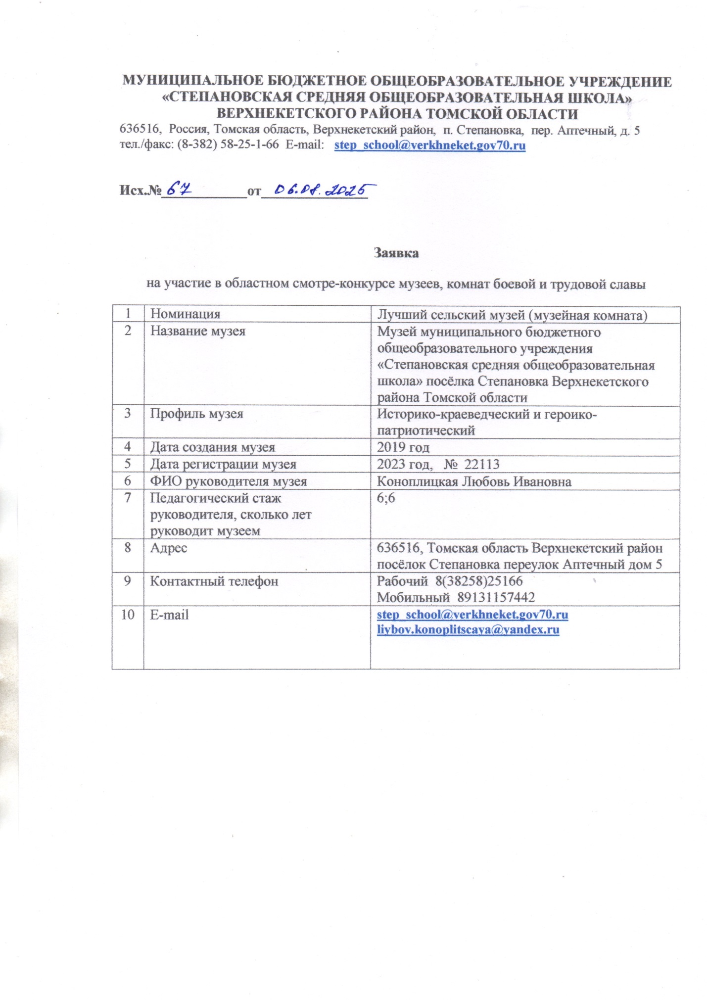 МУНИЦИПАЛЬНОЕ БЮДЖЕТНОЕ ОБЩЕОБРАЗОВАТЕЛЬНОЕ УЧРЕЖДЕНИЕ
«СТЕПАНОВСКАЯ СРЕДНЯЯ ОБЩЕОБРАЗОВАТЕЛЬНАЯ ШКОЛА»
ВЕРХНЕКЕТСКОГО РАЙОНА ТОМСКОЙ ОБЛАСТИ
636516, Россия, Томская область, Верхнекетский район, п. Степановка, пер. Аптечный, д. 5
тел./факс: (8-382) 58-25-1-66 E-mail: step_school@verkhneket.gov70.ru
Исх.№ 67 от 06.08.2025
Заявка
на участие в областном смотре-конкурсе музеев, комнат боевой и трудовой славы
1 Номинация Лучший сельский музей (музейная комната)
2 Название музея Музей муниципального бюджетного
общеобразовательного учреждения
«Степановская средняя общеобразовательная
школа» посёлка Степановка Верхнекетского
района Томской области
3 Профиль музея Историко-краеведческий и героико-
патриотический
4 Дата создания музея 2019 год
5 Дата регистрации музея 2023 год, № 22113
6 ФИО руководителя музея Коноплицкая Любовь Ивановна
7 Педагогический стаж 6;6
руководителя, сколько лет
руководит музеем
8 Адрес 636516, Томская область Верхнекетский район
посёлок Степановка переулок Аптечный дом 5
9 Контактный телефон Рабочий 8(38258)25166
Мобильный 89131157442
10 E-mail step_school@verkhneket.gov70.ru
liybov.konoplitscaya@yandex.ru